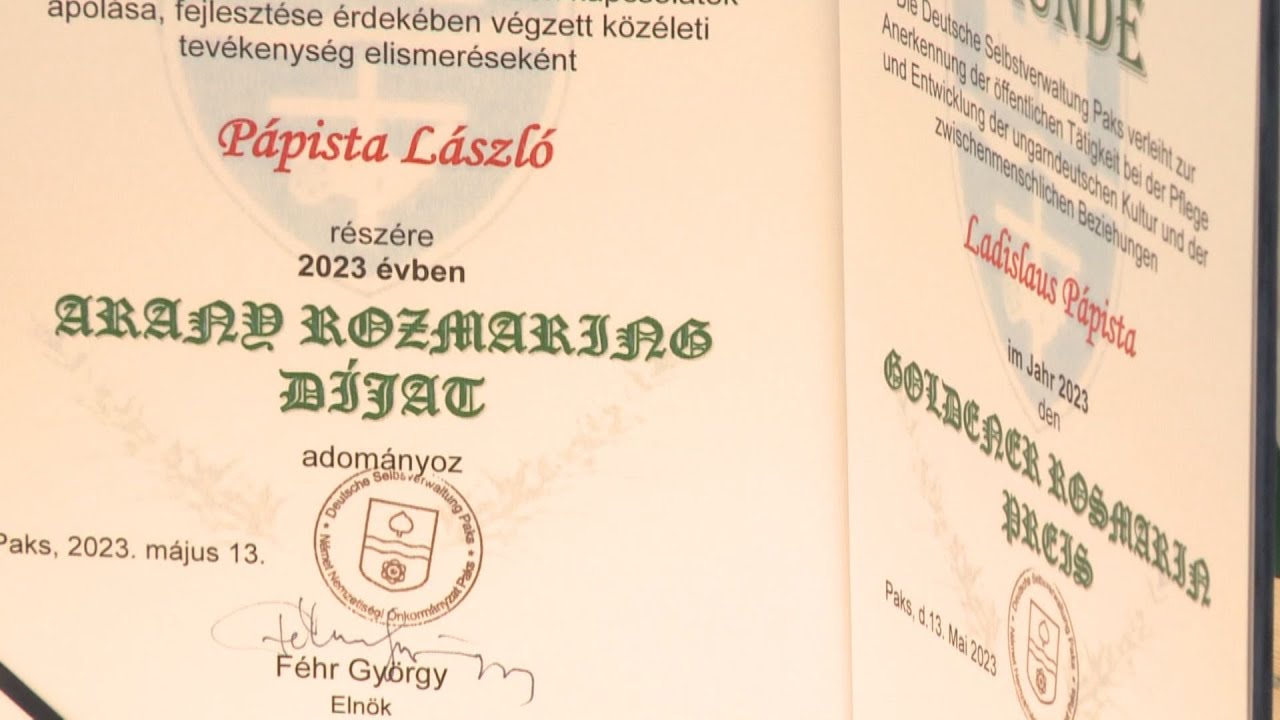 ápolása, fejlesztése érdekében végzett közéleti
tevékenység elismeréseként
Pápista László
részére
2023 évben
ARANY ROZMARING
DÍJAT
adományoz
Deutsche Selbsverwaltung Paks
Német Nemzetiségi Önkormányzat Paks
Paks, 2023. május 13.
Féhr György
Elnök
Die Deutsche Selbstverwaltung Paks verleiht zur
Anerkennung der öffentlichen Tätigkeit bei der Pflege
und Entwicklung der ungarndeutschen Kultur und der
zwischenmenschlichen Beziehungen
Ladislaus Pápista
im Jahr 2023
den
GOLDENER ROSMARIN
PREIS
Paks, d.13. Mai 2023